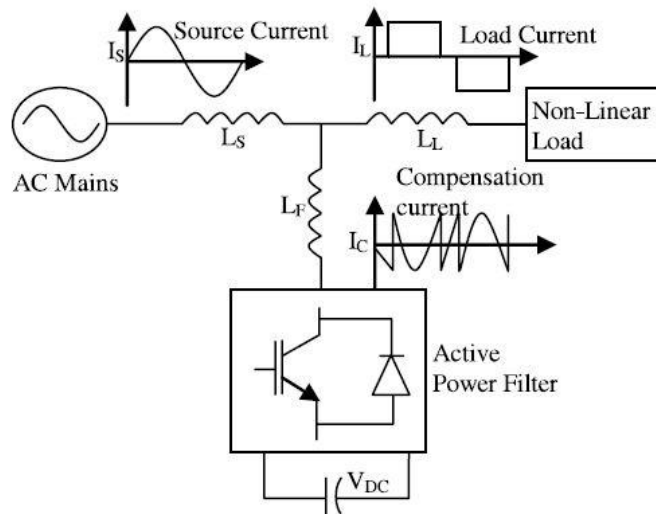 Source Current
I_S
Load Current
I_L
AC Mains
L_S
L_L
Non-Linear
Load
L_F
Compensation
current
I_C
Active
Power Filter
V_DC